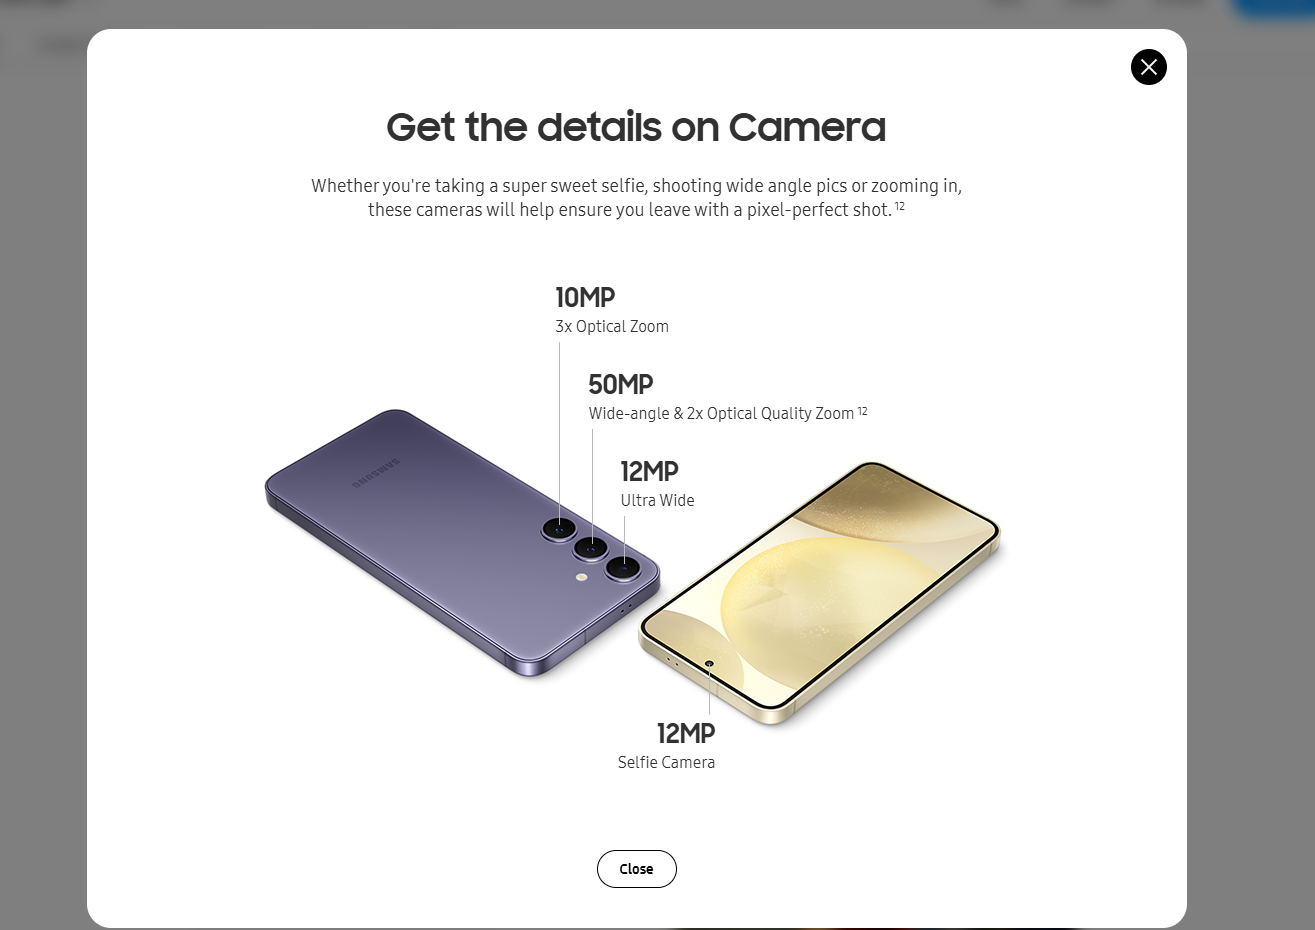 Get the details on Camera
Whether you're taking a super sweet selfie, shooting wide angle pics or zooming in,
these cameras will help ensure you leave with a pixel-perfect shot. 12
10MP
3x Optical Zoom
50MP
Wide-angle & 2x Optical Quality Zoom 12
12MP
Ultra Wide
SAMSUNG
12MP
Selfie Camera
Close